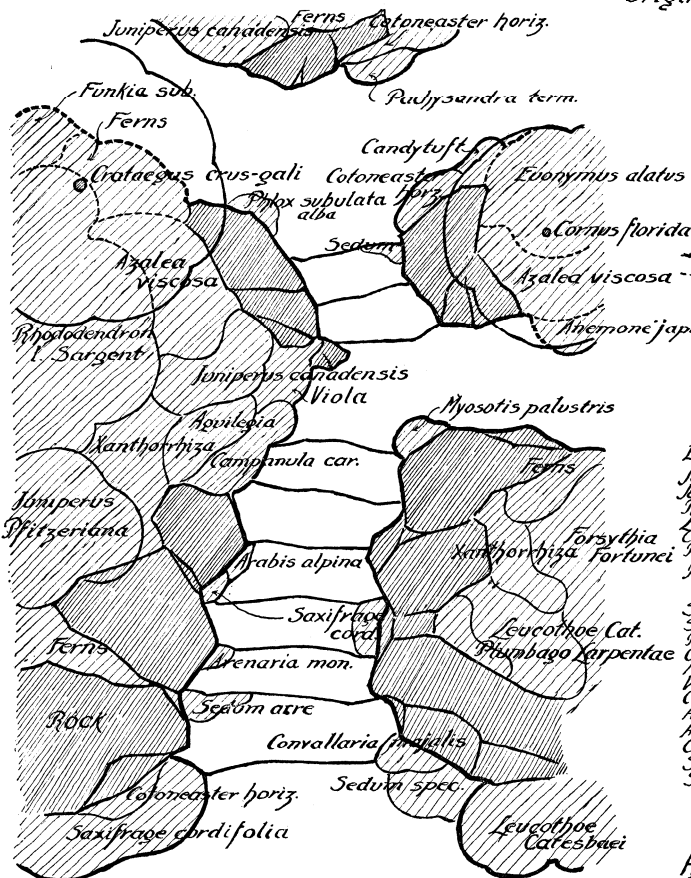 Ferns
Juniperus canadensis
Cotoneaster horiz.
Pachysandra term.
Funkia sub.
Ferns
Crataegus crus-gali
Phlox subulata
alba
Candytuft
Cotoneaster
horiz.
Evonymus alatus
Cornus florida
Sedum
Azalea
viscosa
Azalea viscosa
Rhododendron
I. Sargent
Juniperus canadensis
Viola
Aquilegia
Xanthorrhiza
Campanula car.
Myosotis palustris
Ferns
Juniperus
Pfitzeriana
Arabis alpina
Xanthorrhiza
Forsythia
Fortunei
Saxifrage
cord.
Leucothoe Cat.
Plumbago Larpentae
Ferns
Arenaria mon.
Sedum acre
Rock
Convallaria majalis
Cotoneaster horiz.
Sedum spec.
Saxifrage cordifolia
Leucothoe
Catesbaei